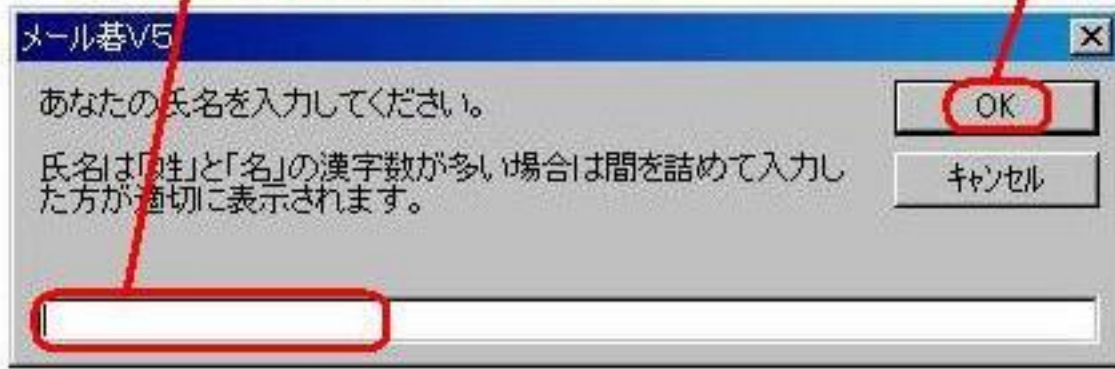 メール碁V5
あなたの氏名を入力してください。
OK
氏名は「姓」と「名」の漢字数が多い場合は間を詰めて入力し
た方が適切に表示されます。
キャンセル